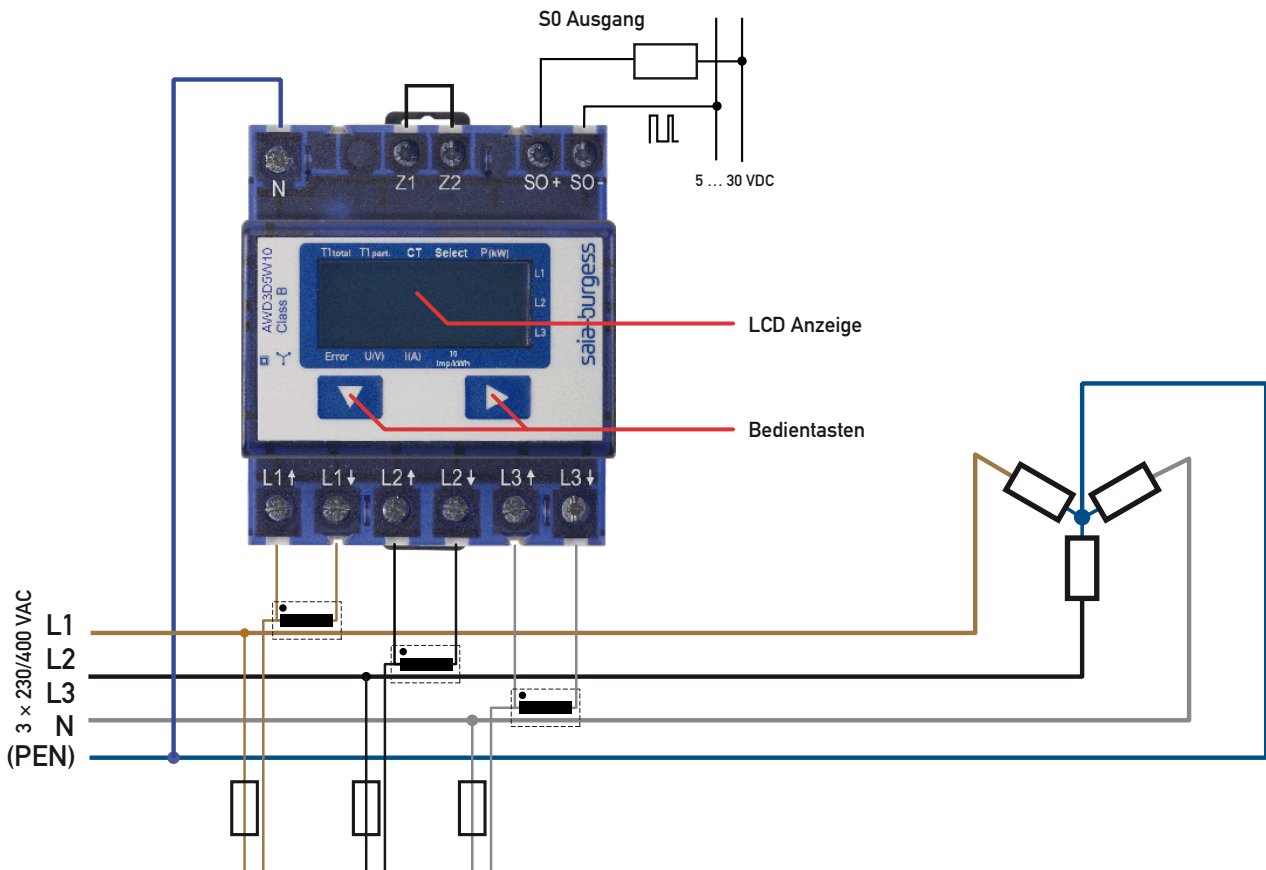 S0 Ausgang
5 … 30 VDC
N
Z1 Z2
SO+ SO-
T1total T1part. CT Select P(kW)
L1
L2
L3
Error U(V) I(A) 10 Imp/kWh
AWD3D5W10
Class B
saia-burgess
LCD Anzeige
Bedientasten
L1↑ L1↓ L2↑ L2↓ L3↑ L3↓
3 × 230/400 VAC
L1
L2
L3
N
(PEN)